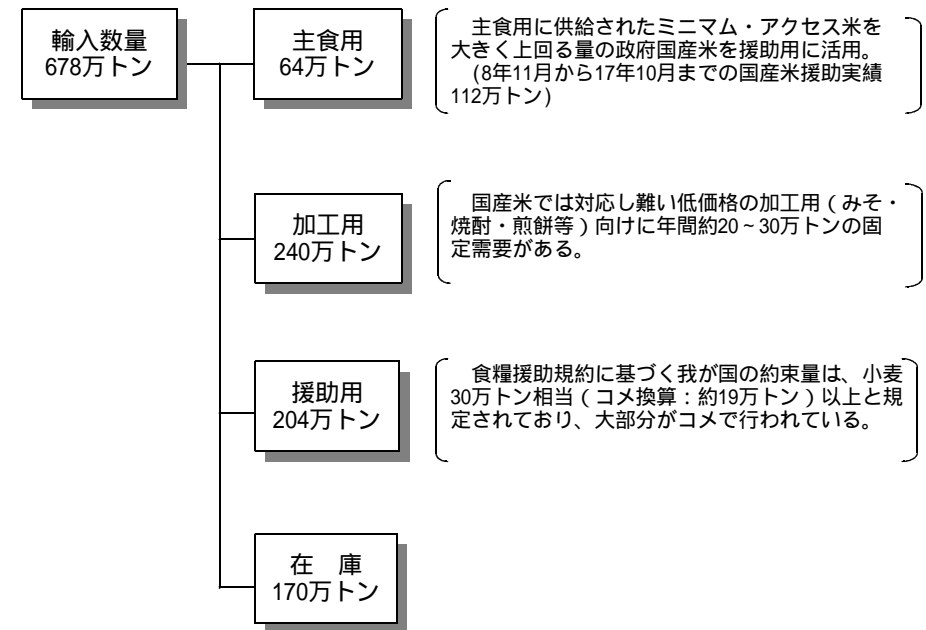 輸入数量
678万トン
主食用
64万トン
主食用に供給されたミニマム・アクセス米を
大きく上回る量の政府国産米を援助用に活用。
(8年11月から17年10月までの国産米援助実績
112万トン)
加工用
240万トン
国産米では対応し難い低価格の加工用(みそ・
焼酎・煎餅等)向けに年間約20~30万トンの固
定需要がある。
援助用
204万トン
食糧援助規約に基づく我が国の約束量は、小麦
30万トン相当(コメ換算:約19万トン)以上と規
定されており、大部分がコメで行われている。
在 庫
170万トン